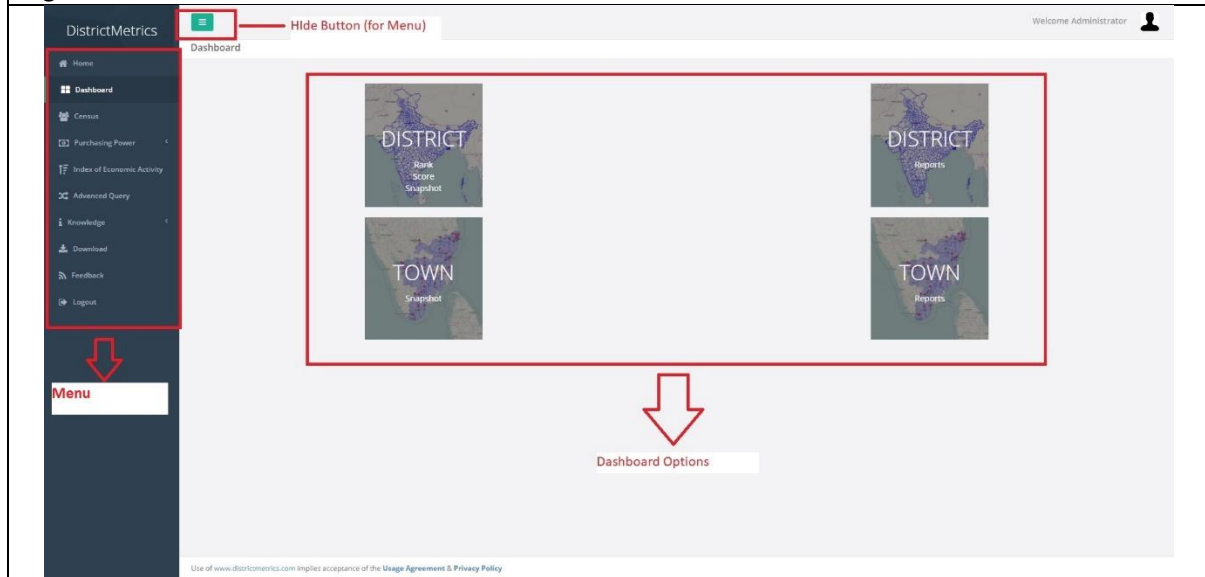 DistrictMetrics
HIde Button (for Menu)
Welcome Administrator
Dashboard
Home
Dashboard
Census
Purchasing Power
Index of Economic Activity
Advanced Query
Knowledge
Download
Feedback
Logout
Menu
DISTRICT
Rank
Score
Snapshot
DISTRICT
Reports
TOWN
Snapshot
TOWN
Reports
Dashboard Options
Use of www.districtmetrics.com implies acceptance of the Usage Agreement & Privacy Policy